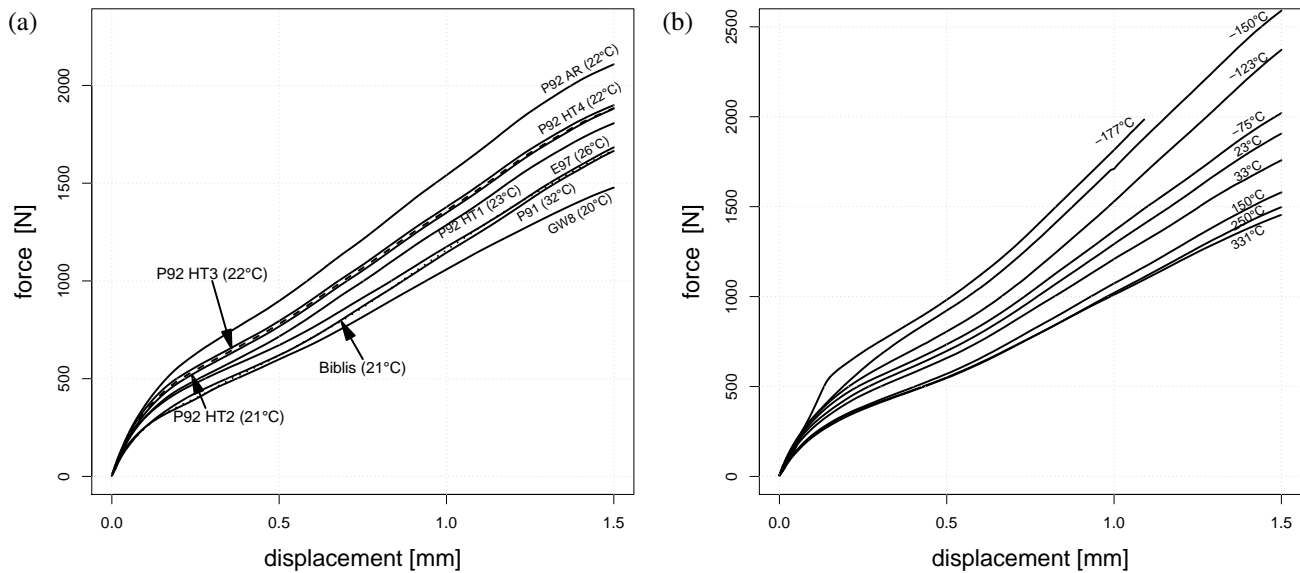 (a)
force [N]
0
500
1000
1500
2000
0.0
0.5
1.0
1.5
displacement [mm]
P92 AR (22°C)
P92 HT4 (22°C)
E97 (26°C)
P92 HT1 (23°C)
P91 (32°C)
GW8 (20°C)
P92 HT3 (22°C)
Biblis (21°C)
P92 HT2 (21°C)
(b)
force [N]
0
500
1000
1500
2000
2500
0.0
0.5
1.0
1.5
displacement [mm]
−150°C
−123°C
−177°C
−75°C
23°C
33°C
150°C
250°C
331°C